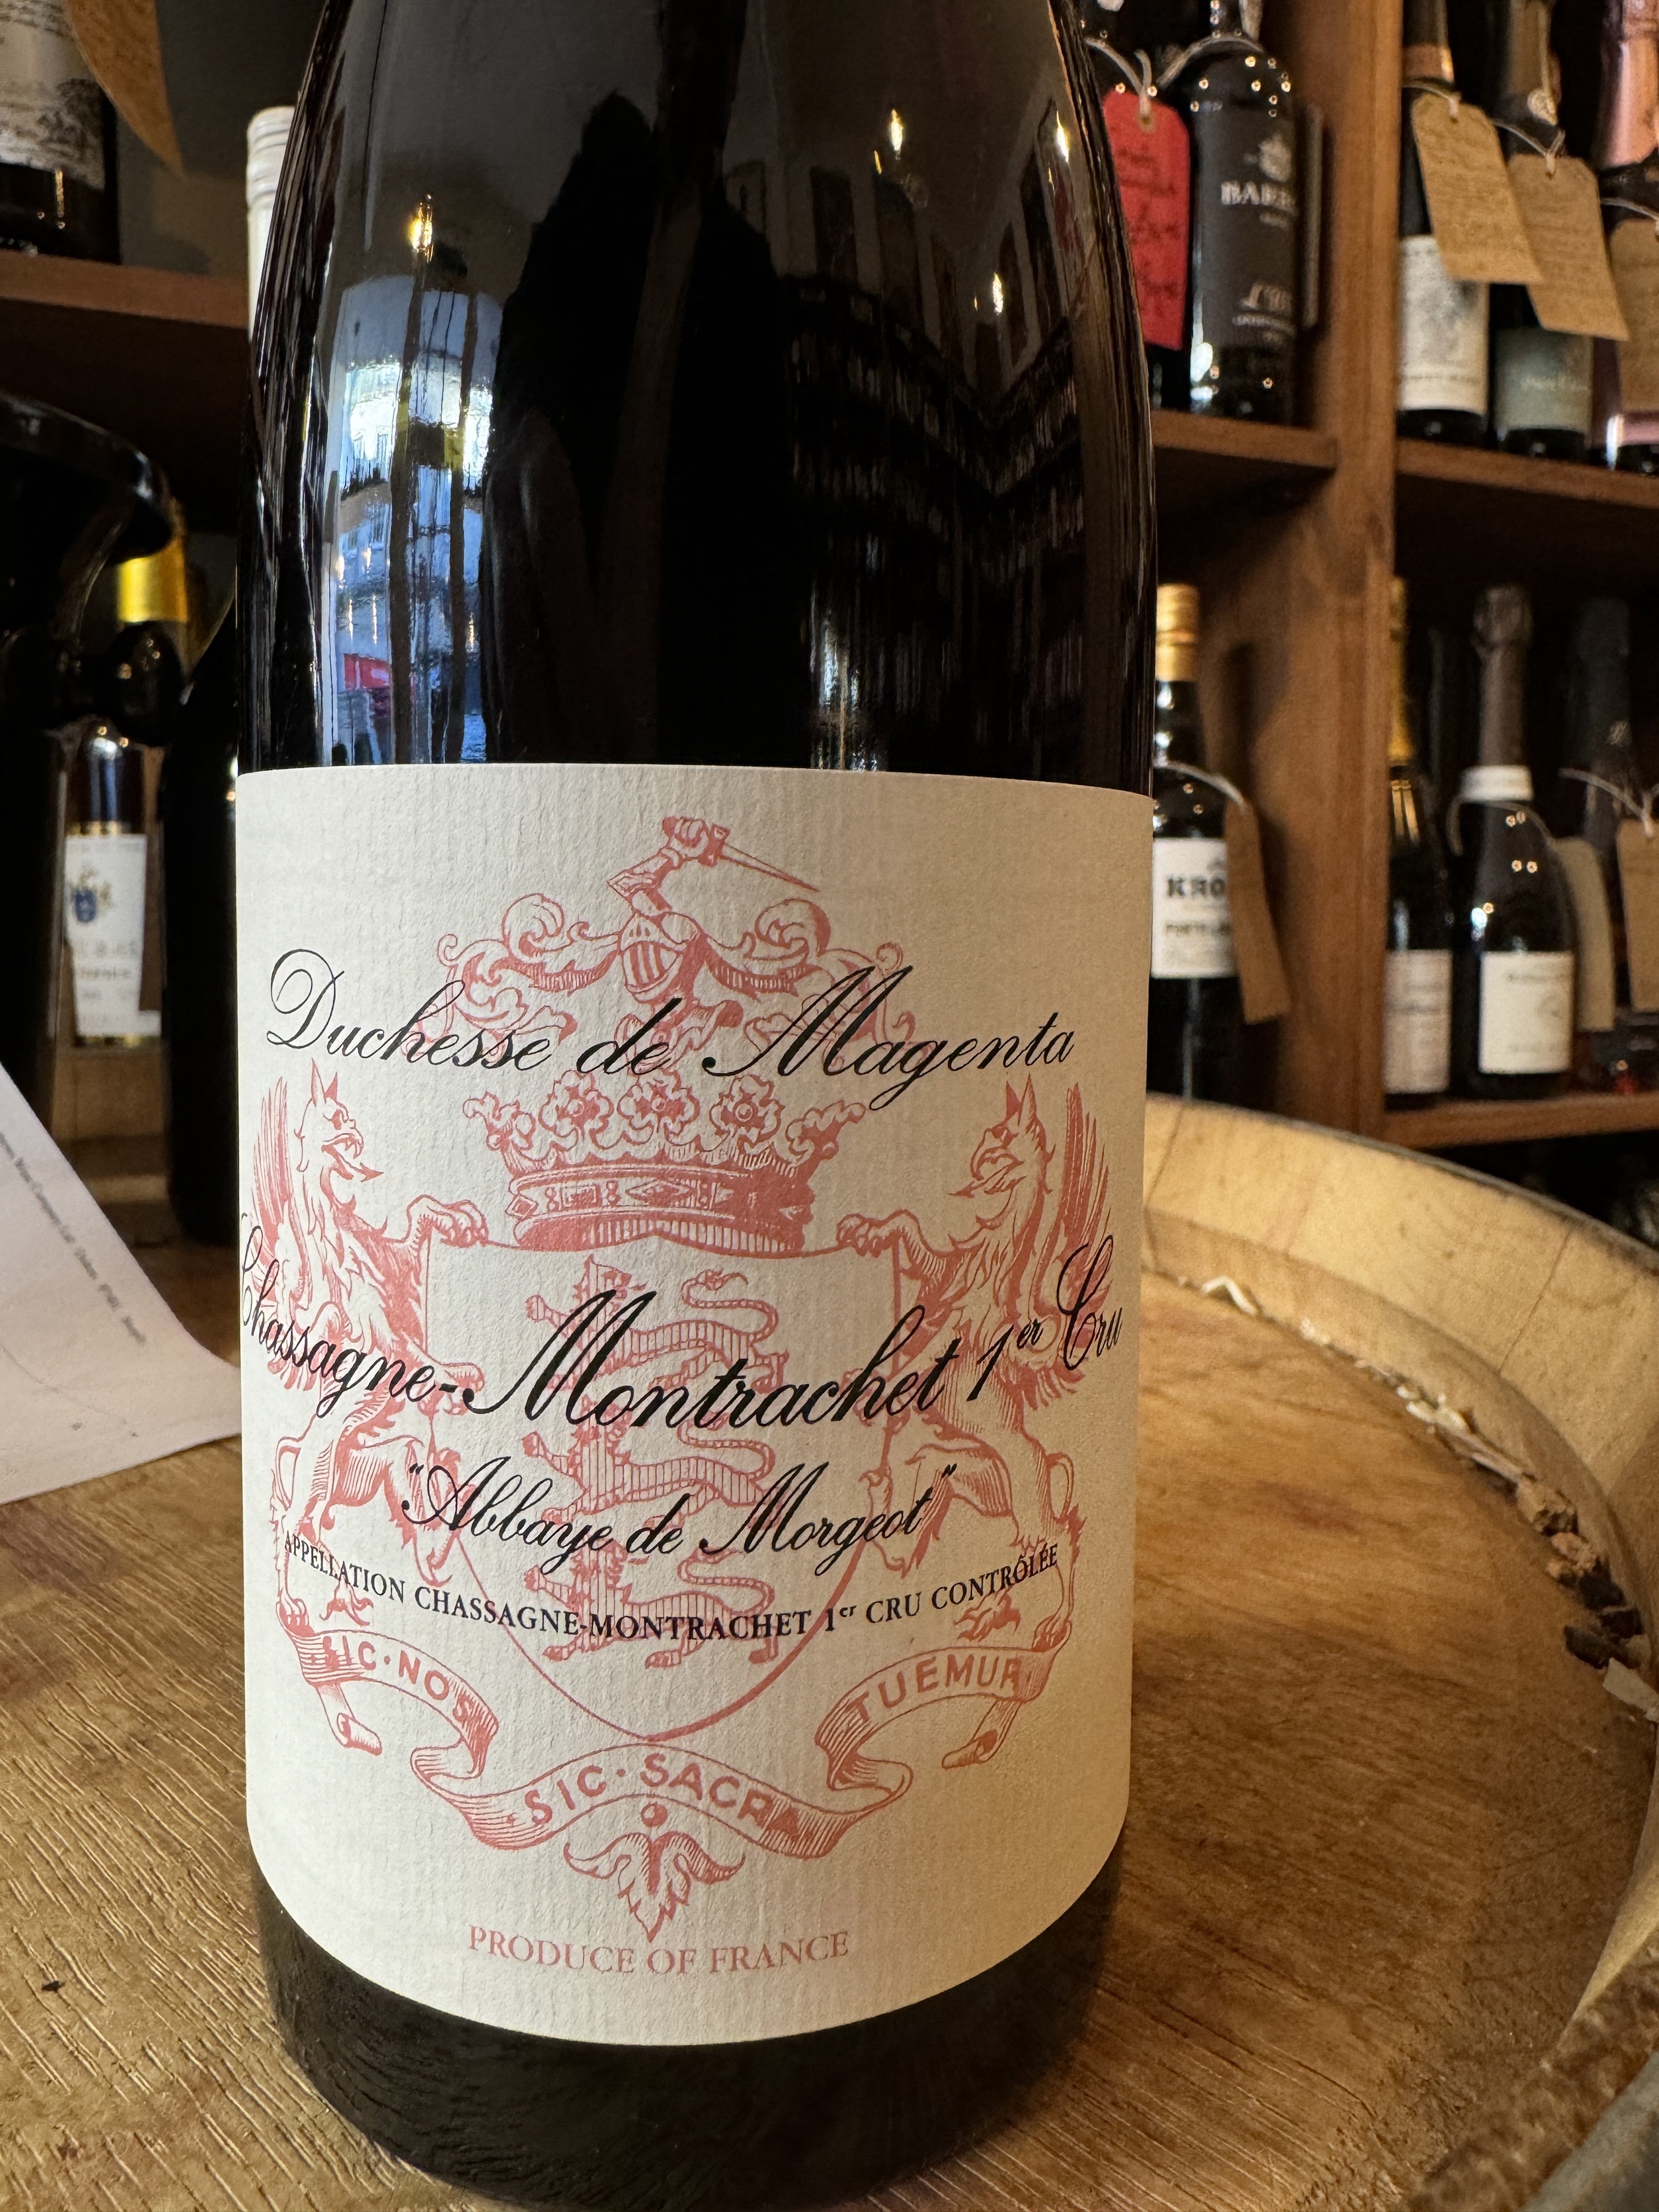 Duchesse de Magenta
Chassagne-Montrachet 1er Cru
"Abbaye de Morgeot"
APPELLATION CHASSAGNE-MONTRACHET 1er CRU CONTRÔLÉE
SIC·NOS
SIC·SACRA
TUEMUR
PRODUCE OF FRANCE